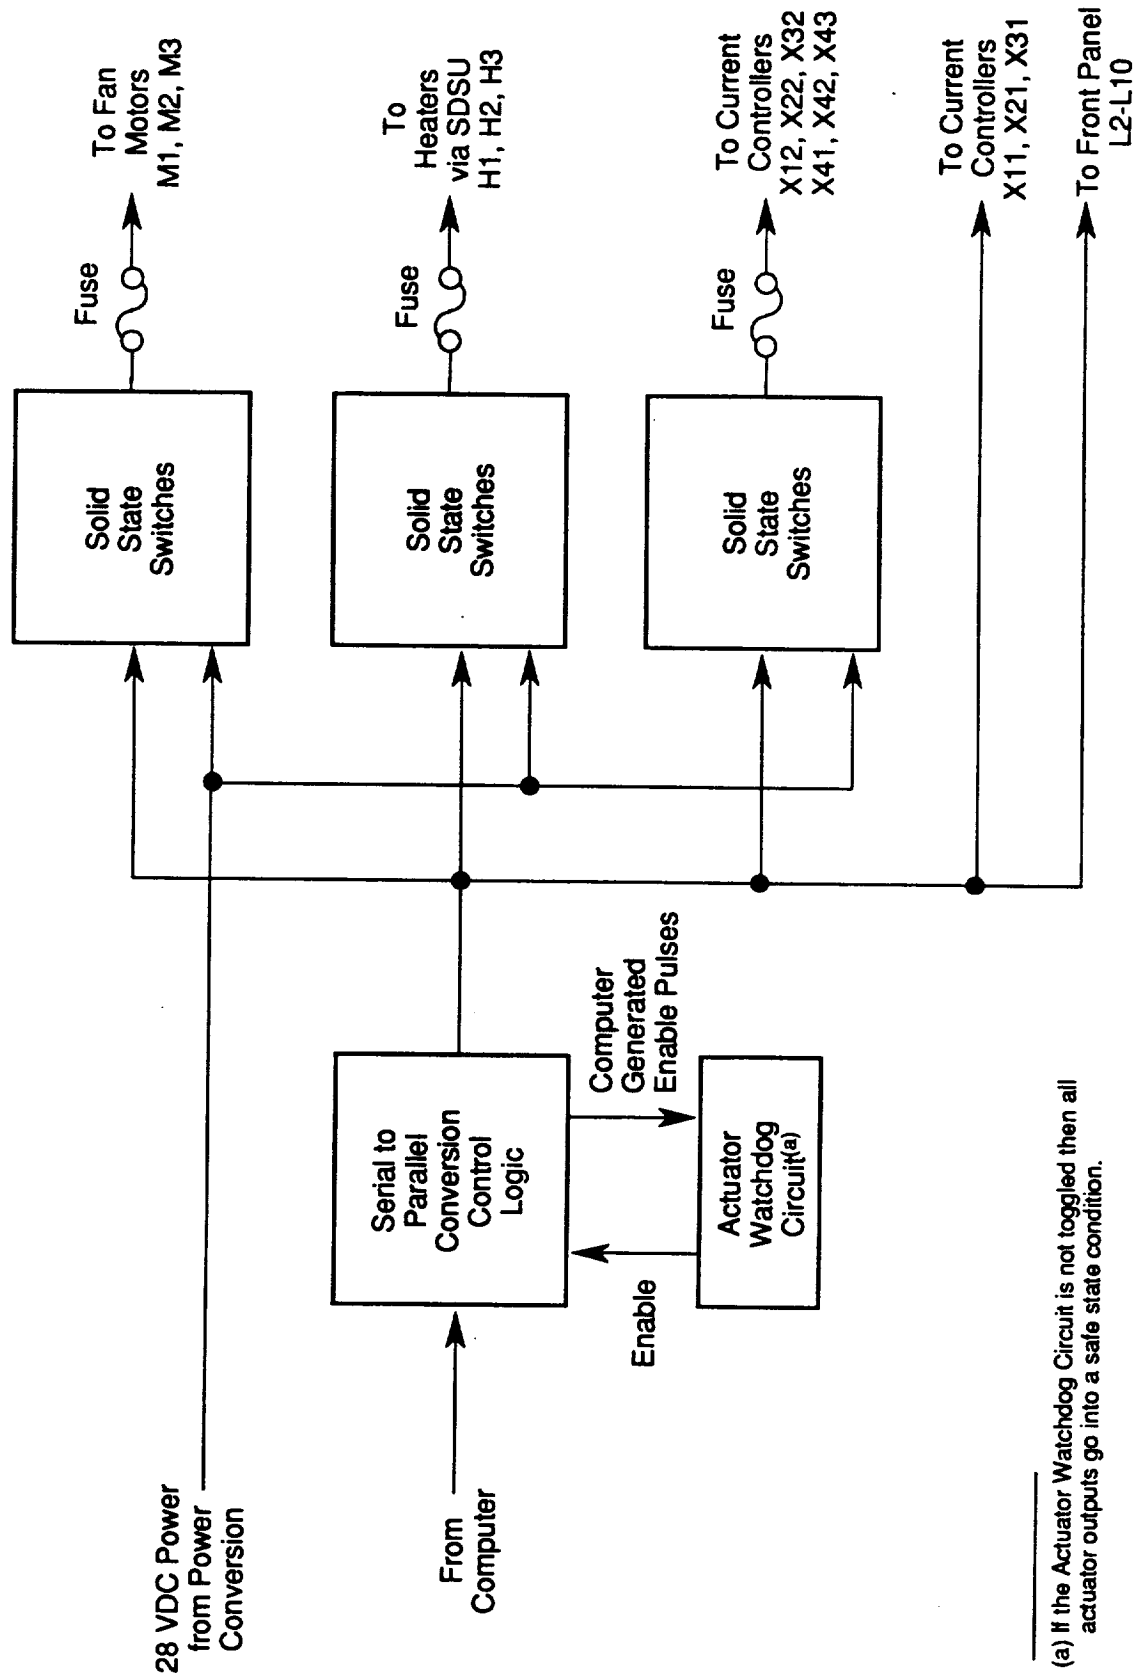 28 VDC Power
from Power
Conversion
From
Computer
Serial to
Parallel
Conversion
Control
Logic
Enable
Computer
Generated
Enable Pulses
Actuator
Watchdog
Circuit(a)
Solid
State
Switches
Fuse
To Fan
Motors
M1, M2, M3
Solid
State
Switches
Fuse
To
Heaters
via SDSU
H1, H2, H3
Solid
State
Switches
Fuse
To Current
Controllers
X12, X22, X32
X41, X42, X43
To Current
Controllers
X11, X21, X31
To Front Panel
L2-L10
(a) If the Actuator Watchdog Circuit is not toggled then all
actuator outputs go into a safe state condition.